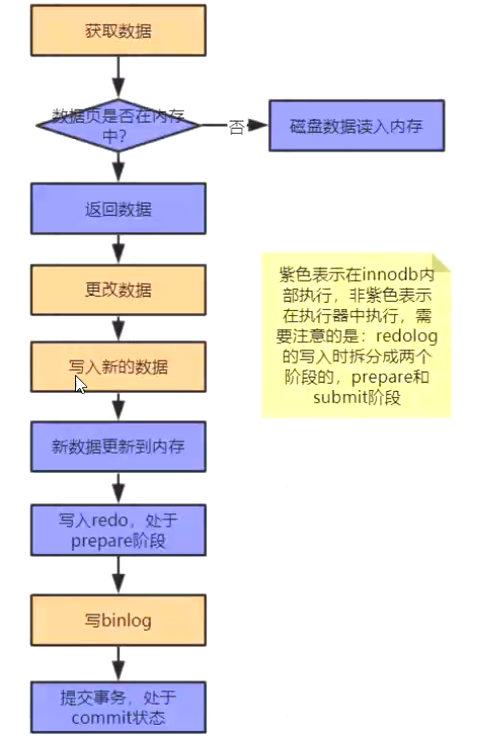 获取数据
数据页是否在内存
中?
否
磁盘数据读入内存
返回数据
更改数据
紫色表示在innodb内
部执行，非紫色表示
在执行器中执行，需
要注意的是：redolog
的写入时拆分成两个
阶段的，prepare和
submit阶段
写入新的数据
新数据更新到内存
写入redo，处于
prepare阶段
写binlog
提交事务，处于
commit状态